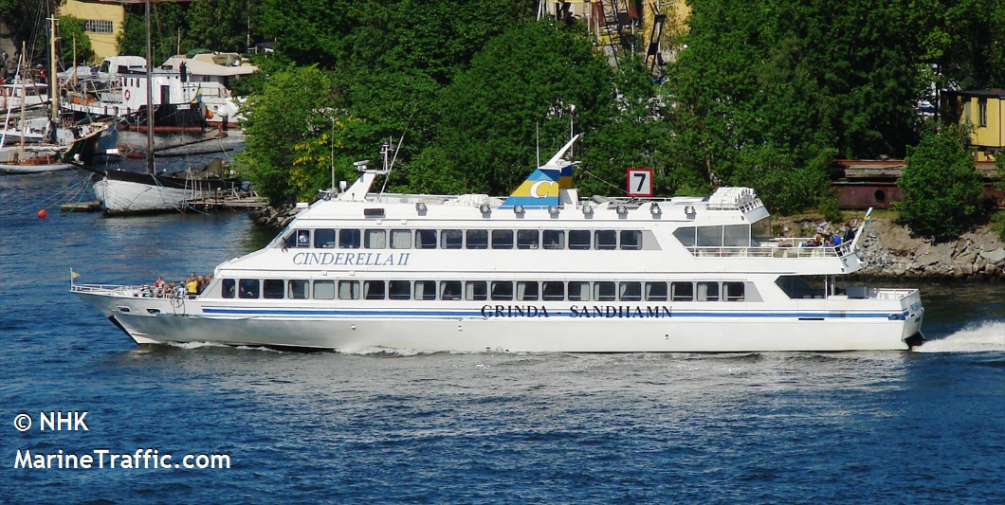 7
C
CINDERELLA II
GRINDA - SANDHAMN
© NHK
MarineTraffic.com